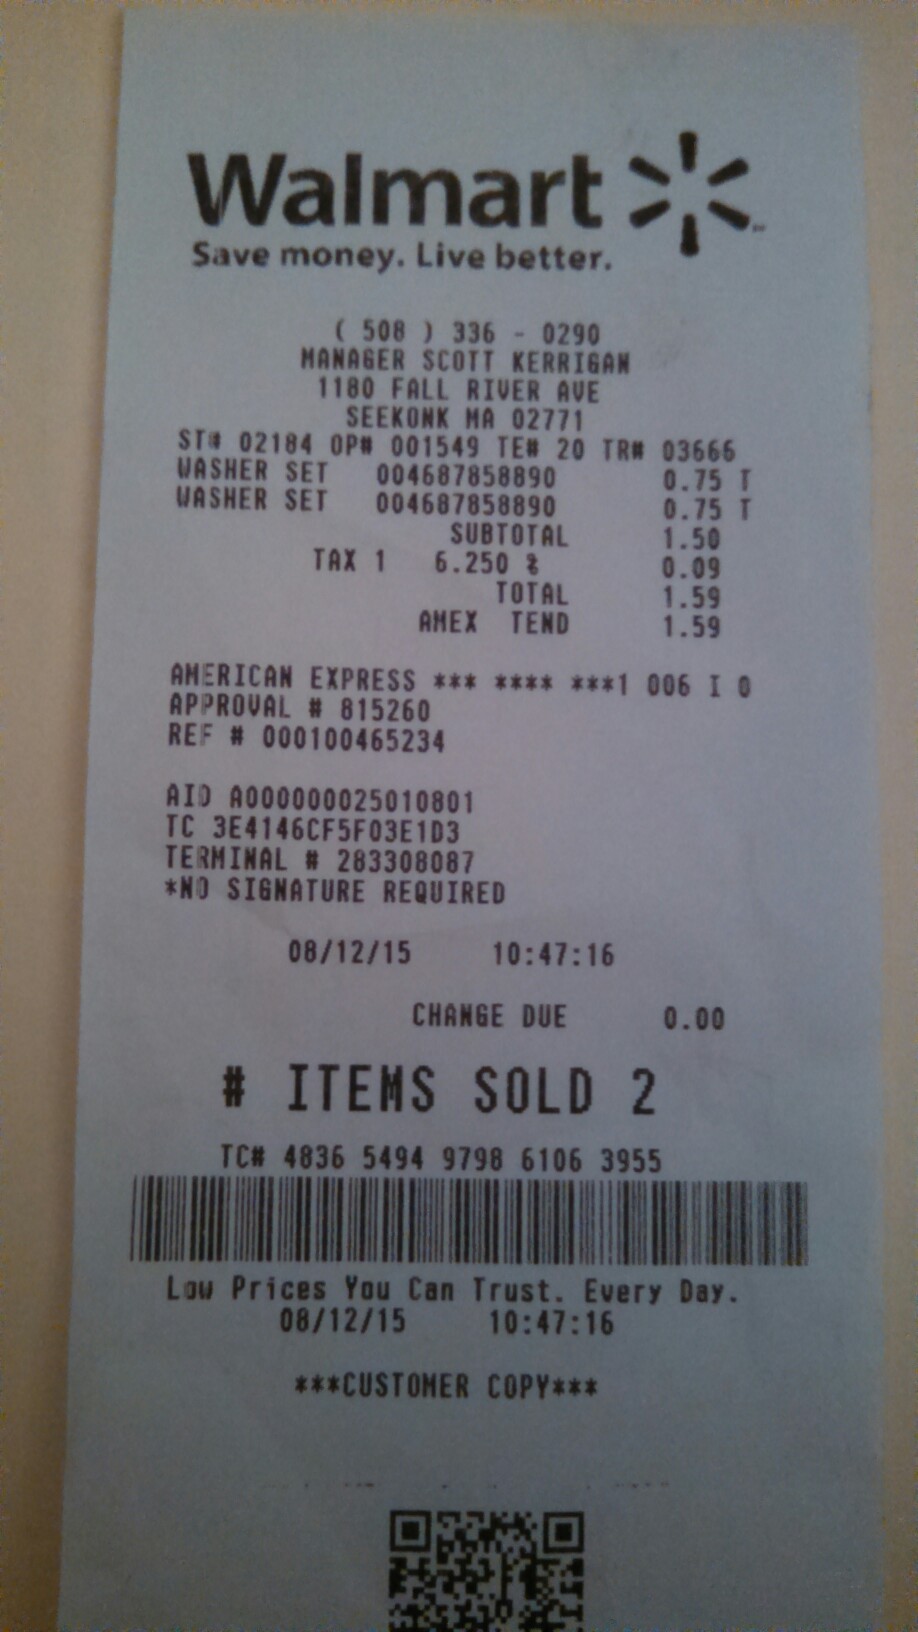 Walmart
Save money. Live better.
( 508 ) 336 - 0290
MANAGER SCOTT KERRIGAN
1180 FALL RIVER AVE
SEEKONK MA 02771
ST# 02184 OP# 001549 TE# 20 TR# 03666
WASHER SET 004687858890 0.75 T
WASHER SET 004687858890 0.75 T
SUBTOTAL 1.50
TAX 1 6.250 % 0.09
TOTAL 1.59
AMEX TEND 1.59
AMERICAN EXPRESS *** **** ***1 006 I 0
APPROVAL # 815260
REF # 000100465234
AID A000000025010801
TC 3E4146CF5F03E1D3
TERMINAL # 283308087
*NO SIGNATURE REQUIRED
08/12/15 10:47:16
CHANGE DUE 0.00
# ITEMS SOLD 2
TC# 4836 5494 9798 6106 3955
Low Prices You Can Trust. Every Day.
08/12/15 10:47:16
***CUSTOMER COPY***